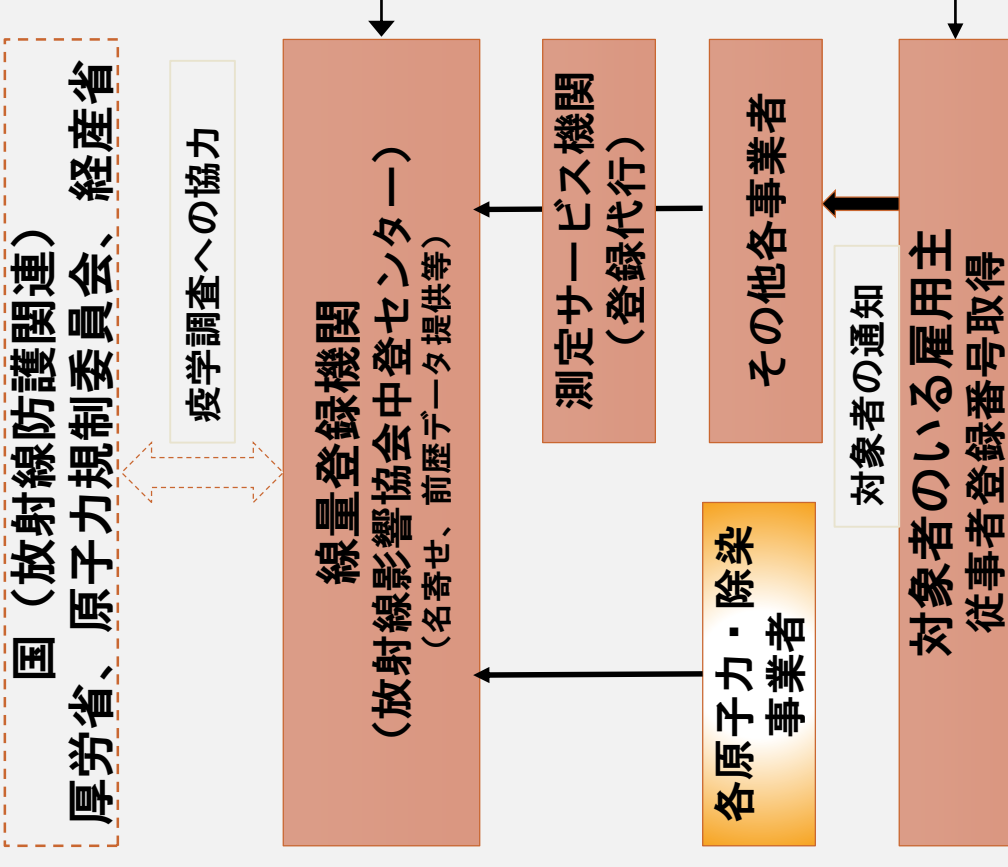 国（放射線防護関連）
厚労省、原子力規制委員会、経産省
疫学調査への協力
線量登録機関
（放射線影響協会中登センター）
（名寄せ、前歴データ提供等）
測定サービス機関
（登録代行）
各原子力・除染
事業者
その他各事業者
対象者の通知
対象者のいる雇用主
従事者登録番号取得